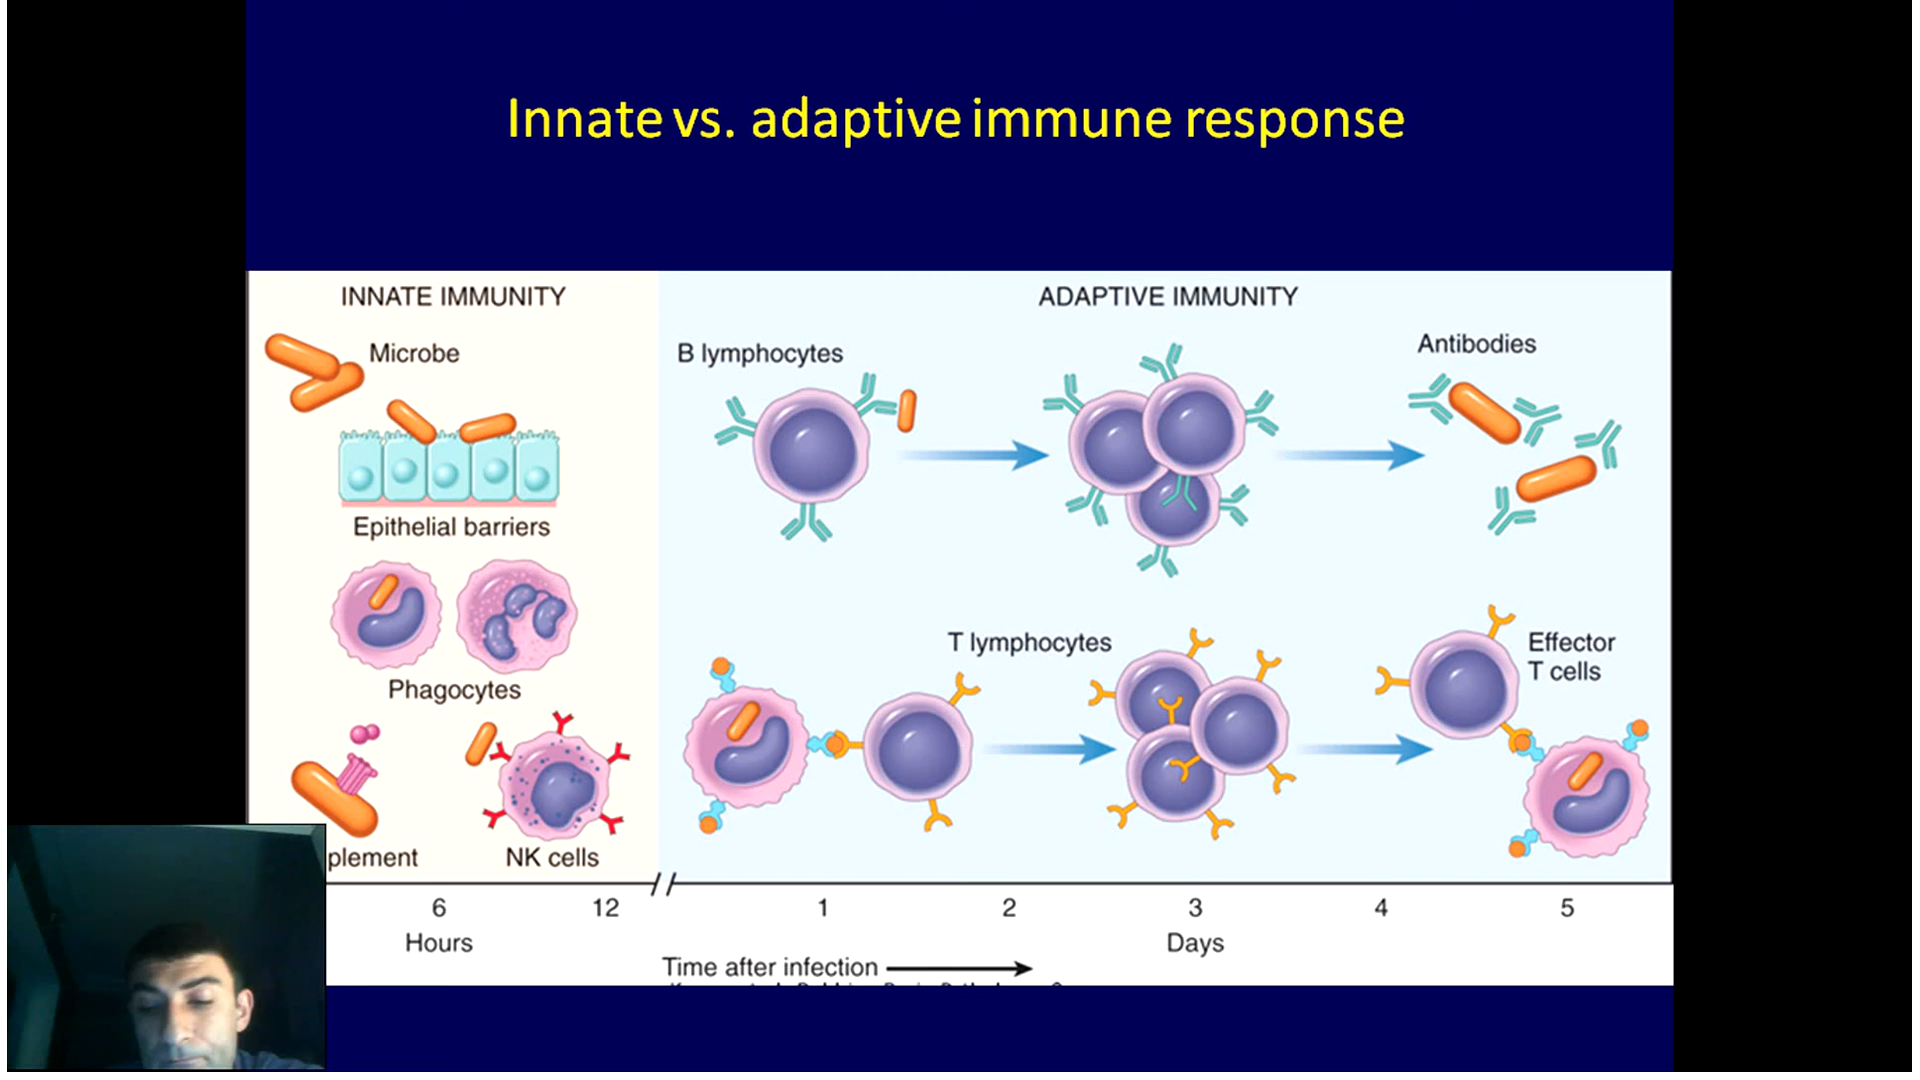 Innate vs. adaptive immune response
INNATE IMMUNITY
Microbe
Epithelial barriers
Phagocytes
plement
NK cells
ADAPTIVE IMMUNITY
B lymphocytes
Antibodies
T lymphocytes
Effector
T cells
6
12
1
2
3
4
5
Hours
Days
Time after infection